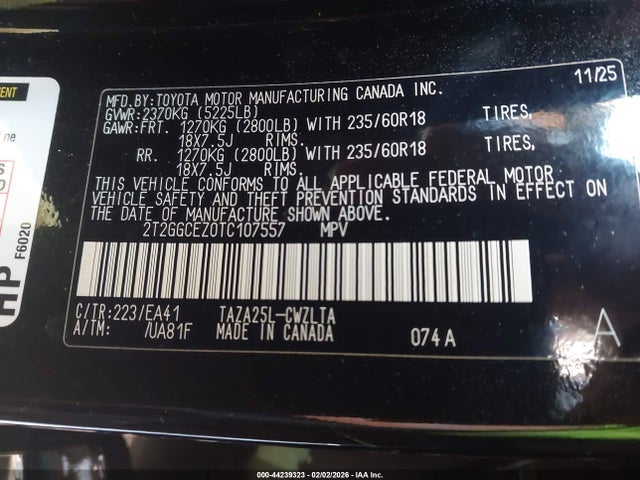 MFD.BY:TOYOTA MOTOR MANUFACTURING CANADA INC. 11/25
GVWR:2370KG (5225LB)
GAWR:FRT. 1270KG (2800LB) WITH 235/60R18 TIRES,
18X7.5J RIMS.
RR. 1270KG (2800LB) WITH 235/60R18 TIRES,
18X7.5J RIMS.
THIS VEHICLE CONFORMS TO ALL APPLICABLE FEDERAL MOTOR
VEHICLE SAFETY AND THEFT PREVENTION STANDARDS IN EFFECT ON
THE DATE OF MANUFACTURE SHOWN ABOVE.
2T2GGCEZ0TC107557 MPV
C/TR:223/EA41 TAZA25L-CWZLTA
A/TM: /UA81F MADE IN CANADA 074A
A
MENT
ne
S
D
F6020
HP
000-44239323 - 02/02/2026 - IAA Inc.